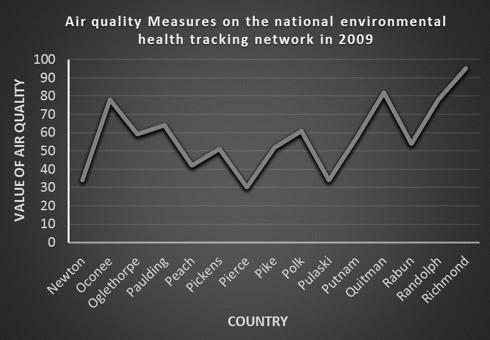 Air quality Measures on the national environmental
health tracking network in 2009
VALUE OF AIR QUALITY
100
90
80
70
60
50
40
30
20
10
0
Newton
Oconee
Oglethorpe
Paulding
Peach
Pickens
Pierce
Pike
Polk
Pulaski
Putnam
Quitman
Rabun
Randolph
Richmond
COUNTRY